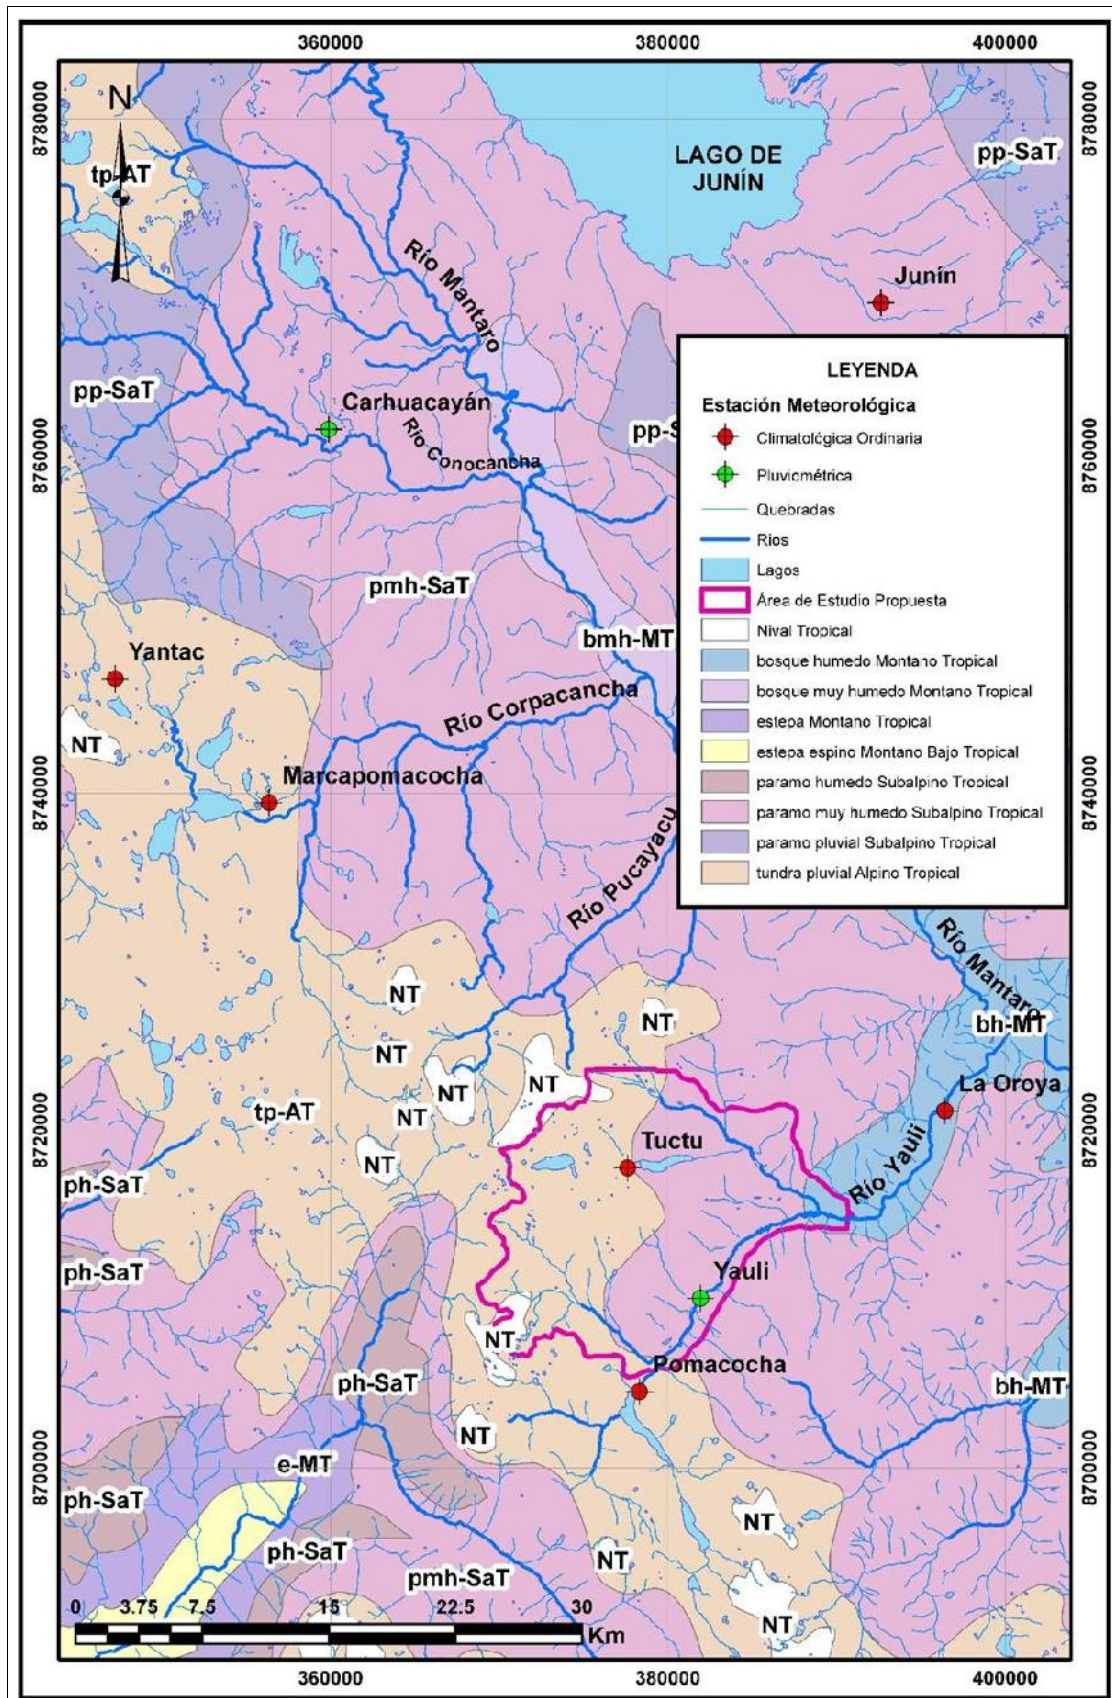 360000
380000
400000
8780000
8780000
N
tp-AT
LAGO DE
JUNÍN
pp-SaT
Río Mantaro
Junín
pp-SaT
Carhuacayán
Río Conocancha
pp-S
8760000
8760000
LEYENDA
Estación Meteorológica
Climatológica Ordinaria
Pluviométrica
Quebradas
Ríos
Lagos
Área de Estudio Propuesta
Nival Tropical
bosque humedo Montano Tropical
bosque muy humedo Montano Tropical
estepa Montano Tropical
estepa espino Montano Bajo Tropical
paramo humedo Subalpino Tropical
paramo muy humedo Subalpino Tropical
paramo pluvial Subalpino Tropical
tundra pluvial Alpino Tropical
pmh-SaT
bmh-MT
Yantac
Río Corpacancha
NT
Marcapomacocha
8740000
8740000
Río Pucayacu
Río Mantaro
NT
NT
bh-MT
NT
NT
NT
La Oroya
tp-AT
NT
8720000
8720000
Tuctu
NT
Río Yauli
ph-SaT
ph-SaT
Yauli
NT
Pomacocha
ph-SaT
bh-MT
NT
e-MT
8700000
8700000
ph-SaT
NT
ph-SaT
NT
pmh-SaT
NT
0 3.75 7.5 15 22.5 30
Km
360000
380000
400000